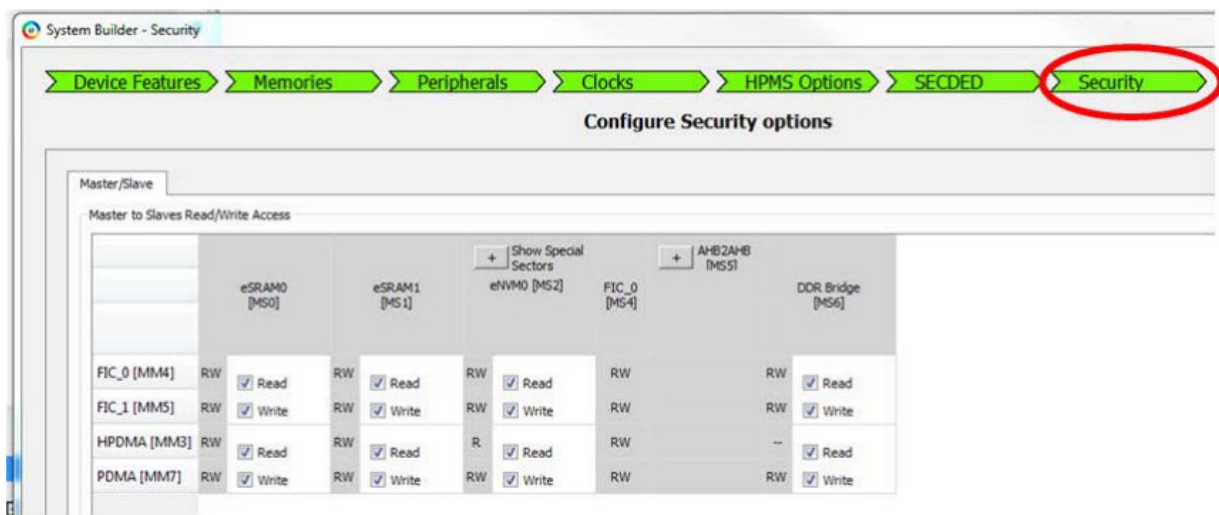 System Builder - Security
Device Features Memories Peripherals Clocks HPMS Options SECDED Security
Configure Security options
Master/Slave
Master to Slaves Read/Write Access
+ Show Special Sectors + AHB2AHB [MS5]
eSRAM0 [MS0] eSRAM1 [MS1] eNVM0 [MS2] FIC_0 [MS4] DDR Bridge [MS6]
FIC_0 [MM4] RW Read RW Read RW Read RW RW Read
FIC_1 [MM5] RW Write RW Write RW Write RW RW Write
HPDMA [MM3] RW Read RW Read R Read RW -- Read
PDMA [MM7] RW Write RW Write RW Write RW RW Write